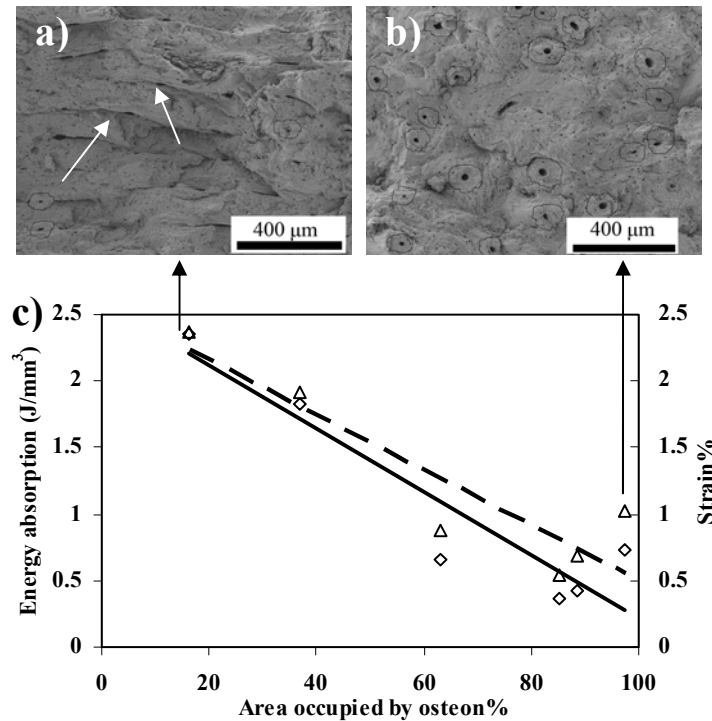 a)
b)
400 μm
400 μm
c)
Energy absorption (J/mm³)
2.5
2
1.5
1
0.5
0
2.5
2
1.5
1
0.5
0
Strain%
0 20 40 60 80 100
Area occupied by osteon%